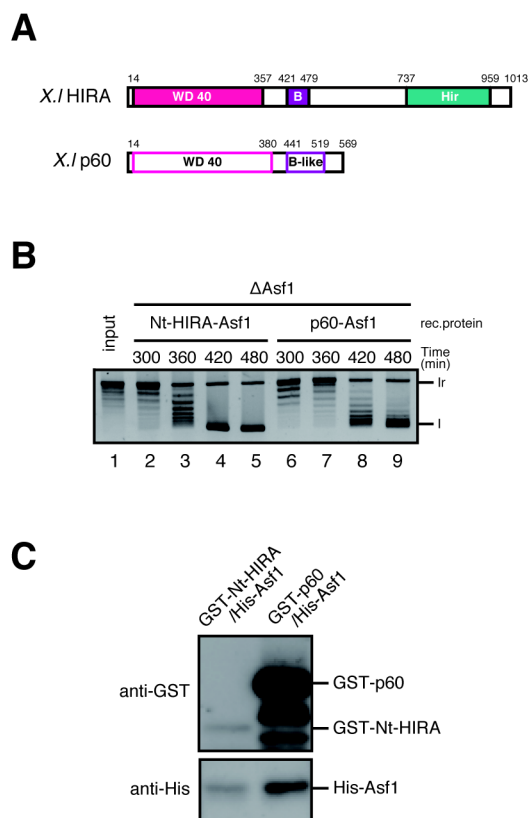 A
14 357 421 479 737 959 1013
X.l HIRA WD 40 B Hir
14 380 441 519 569
X.l p60 WD 40 B-like
B
ΔAsf1
input Nt-HIRA-Asf1 p60-Asf1 rec.protein
300 360 420 480 300 360 420 480 Time (min)
Ir
I
1 2 3 4 5 6 7 8 9
C
GST-Nt-HIRA /His-Asf1
GST-p60 /His-Asf1
anti-GST GST-p60
GST-Nt-HIRA
anti-His His-Asf1